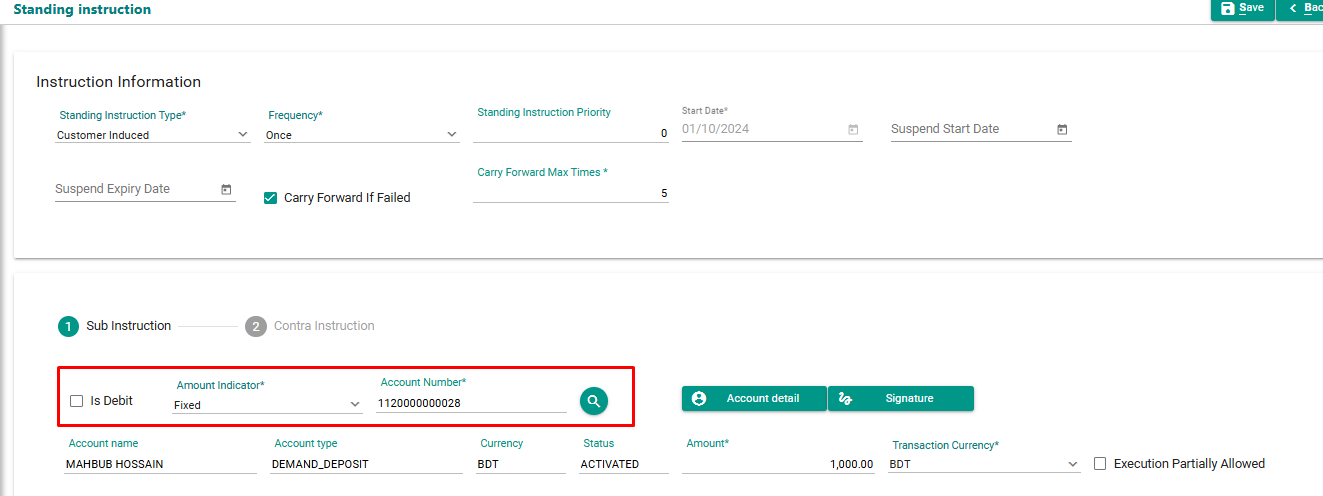 Standing instruction
Save
Bac
Instruction Information
Standing Instruction Type*
Customer Induced
Frequency*
Once
Standing Instruction Priority
0
Start Date*
01/10/2024
Suspend Start Date
Suspend Expiry Date
Carry Forward If Failed
Carry Forward Max Times *
5
1 Sub Instruction
2 Contra Instruction
Is Debit
Amount Indicator*
Fixed
Account Number*
1120000000028
Account detail
Signature
Account name
MAHBUB HOSSAIN
Account type
DEMAND_DEPOSIT
Currency
BDT
Status
ACTIVATED
Amount*
1,000.00
Transaction Currency*
BDT
Execution Partially Allowed